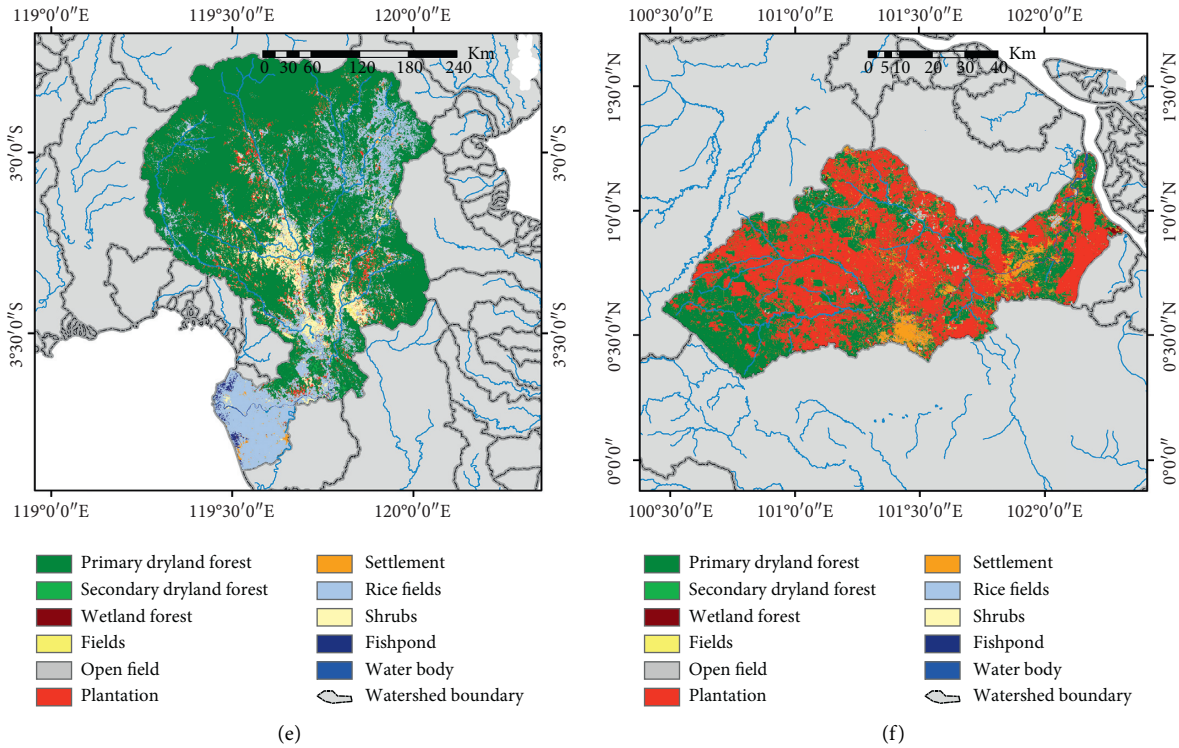 119°0′0″E 119°30′0″E 120°0′0″E
Km
0 30 60 120 180 240
3°0′0″S
3°30′0″S
3°0′0″S
3°30′0″S
119°0′0″E 119°30′0″E 120°0′0″E
Primary dryland forest
Secondary dryland forest
Wetland forest
Fields
Open field
Plantation
Settlement
Rice fields
Shrubs
Fishpond
Water body
Watershed boundary
(e)
100°30′0″E 101°0′0″E 101°30′0″E 102°0′0″E
Km
0 5 10 20 30 40
1°30′0″N
1°0′0″N
0°30′0″N
0°0′0″
1°30′0″N
1°0′0″N
0°30′0″N
0°0′0″
100°30′0″E 101°0′0″E 101°30′0″E 102°0′0″E
Primary dryland forest
Secondary dryland forest
Wetland forest
Fields
Open field
Plantation
Settlement
Rice fields
Shrubs
Fishpond
Water body
Watershed boundary
(f)